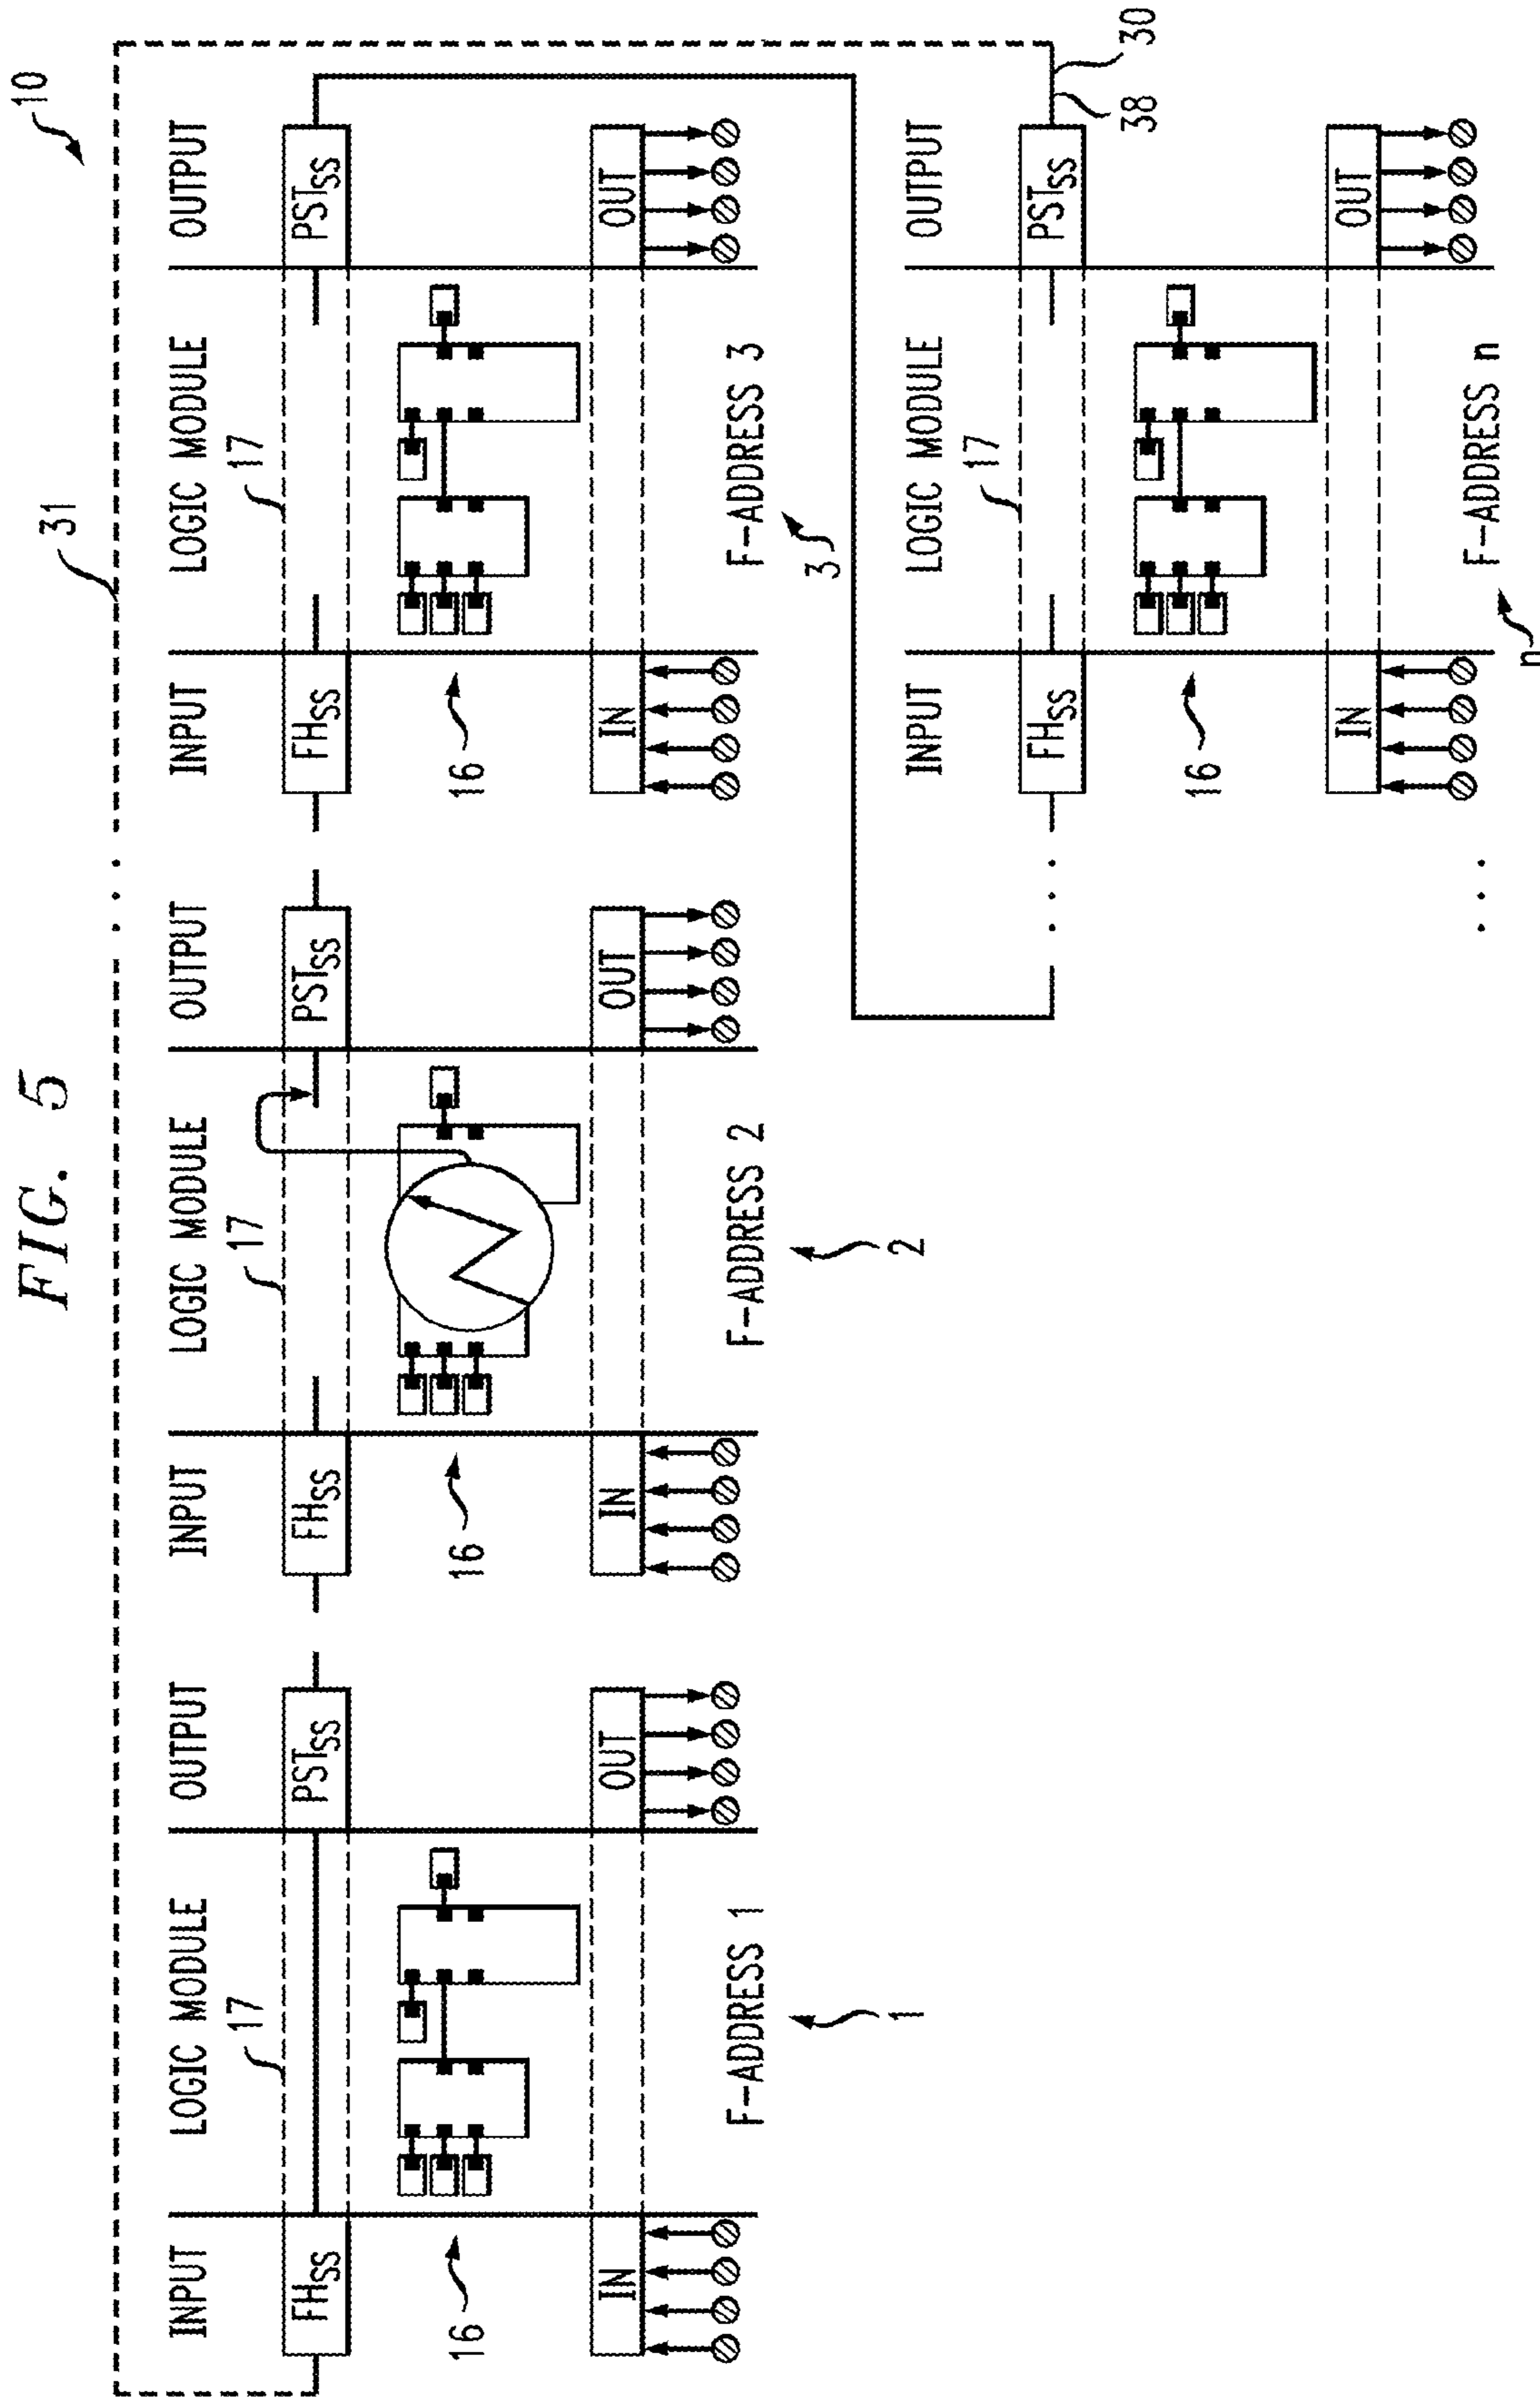 FIG. 5
10
31
INPUT LOGIC MODULE OUTPUT INPUT LOGIC MODULE OUTPUT INPUT LOGIC MODULE OUTPUT
17 17 17
FHSS PSTSS FHSS PSTSS FHSS PSTSS
16 16 16
IN OUT IN OUT IN OUT
F-ADDRESS 1 F-ADDRESS 2 F-ADDRESS 3
1 2 3
INPUT LOGIC MODULE OUTPUT
17
... FHSS PSTSS 38 30
16
IN OUT
... F-ADDRESS n
n